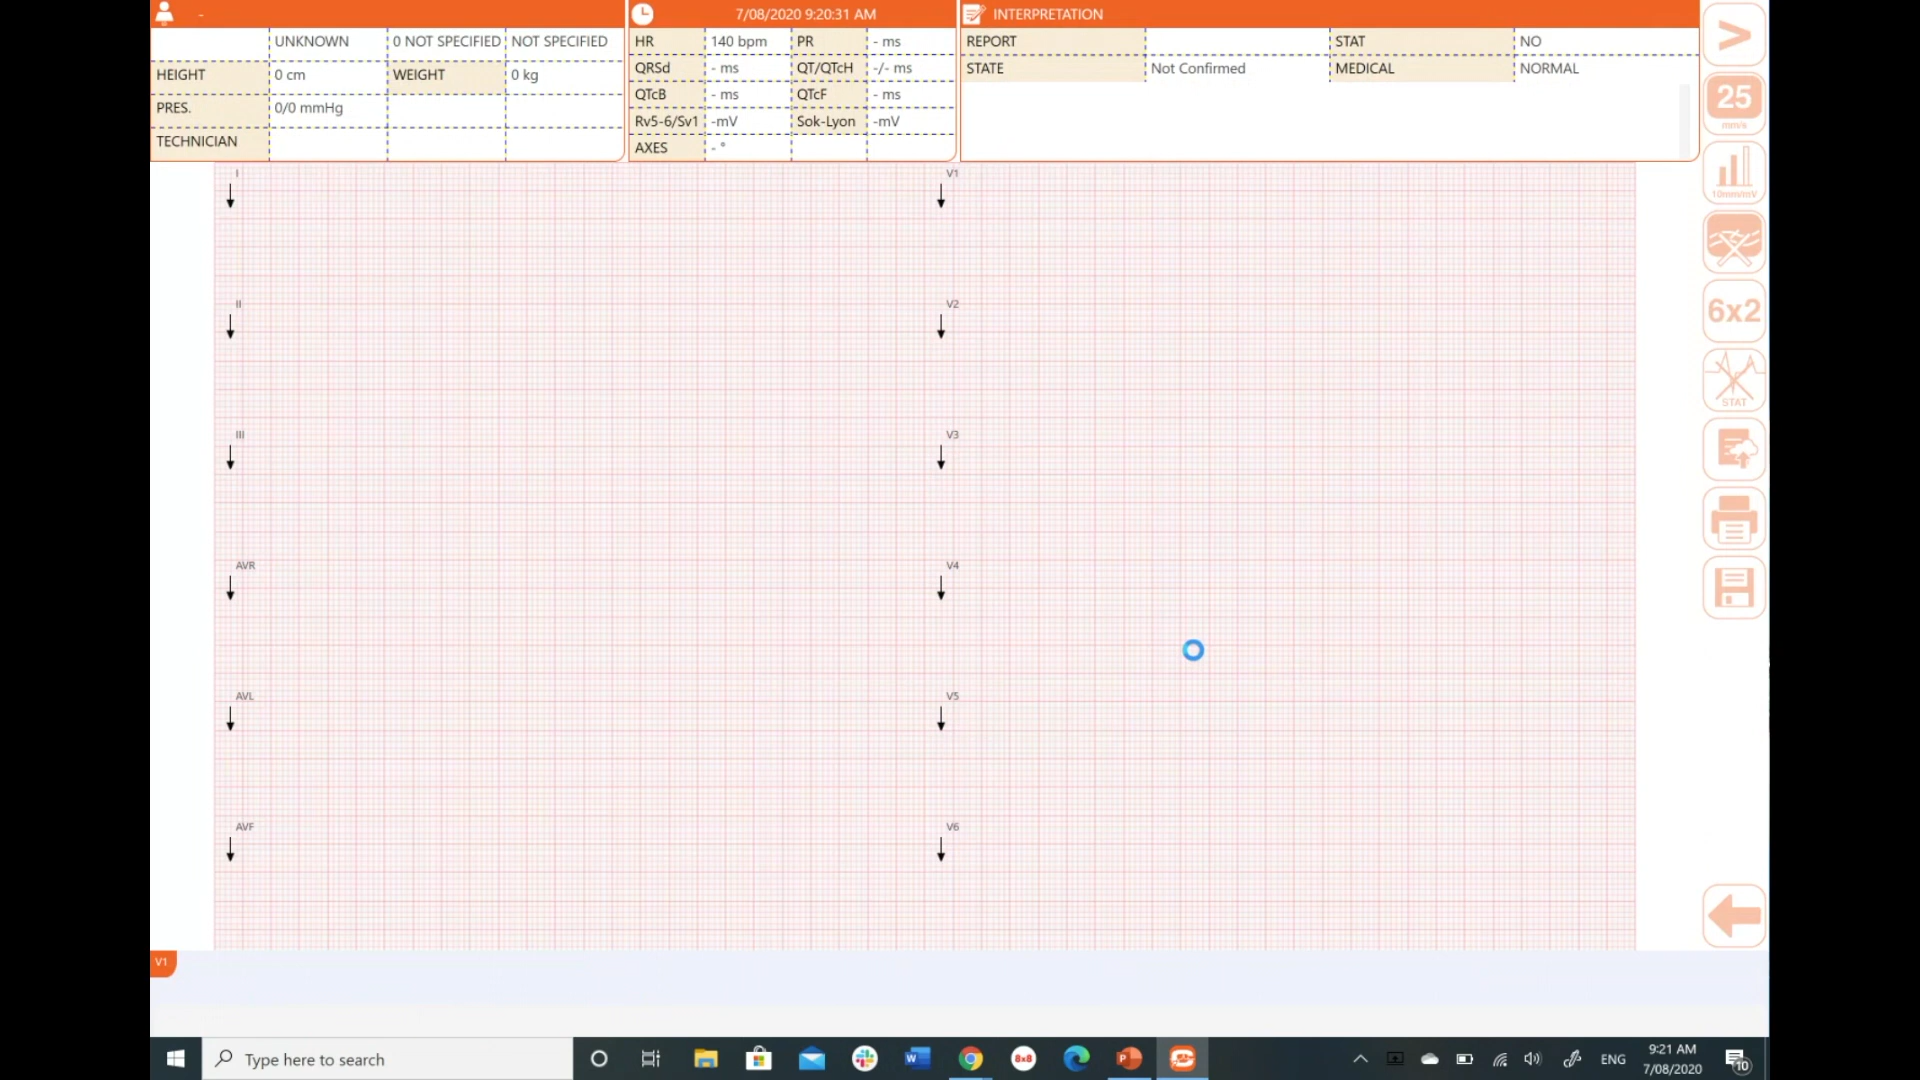 -
7/08/2020 9:20:31 AM
INTERPRETATION
UNKNOWN 0 NOT SPECIFIED NOT SPECIFIED
HEIGHT 0 cm WEIGHT 0 kg
PRES. 0/0 mmHg
TECHNICIAN
HR 140 bpm PR - ms
QRSd - ms QT/QTcH -/- ms
QTcB - ms QTcF - ms
Rv5-6/Sv1 -mV Sok-Lyon -mV
AXES - °
REPORT STAT NO
STATE Not Confirmed MEDICAL NORMAL
>
25
mm/s
10mm/mV
6x2
STAT
I V1
II V2
III V3
AVR V4
AVL V5
AVF V6
V1
Type here to search
W
8x8
P
ENG
9:21 AM
7/08/2020
10